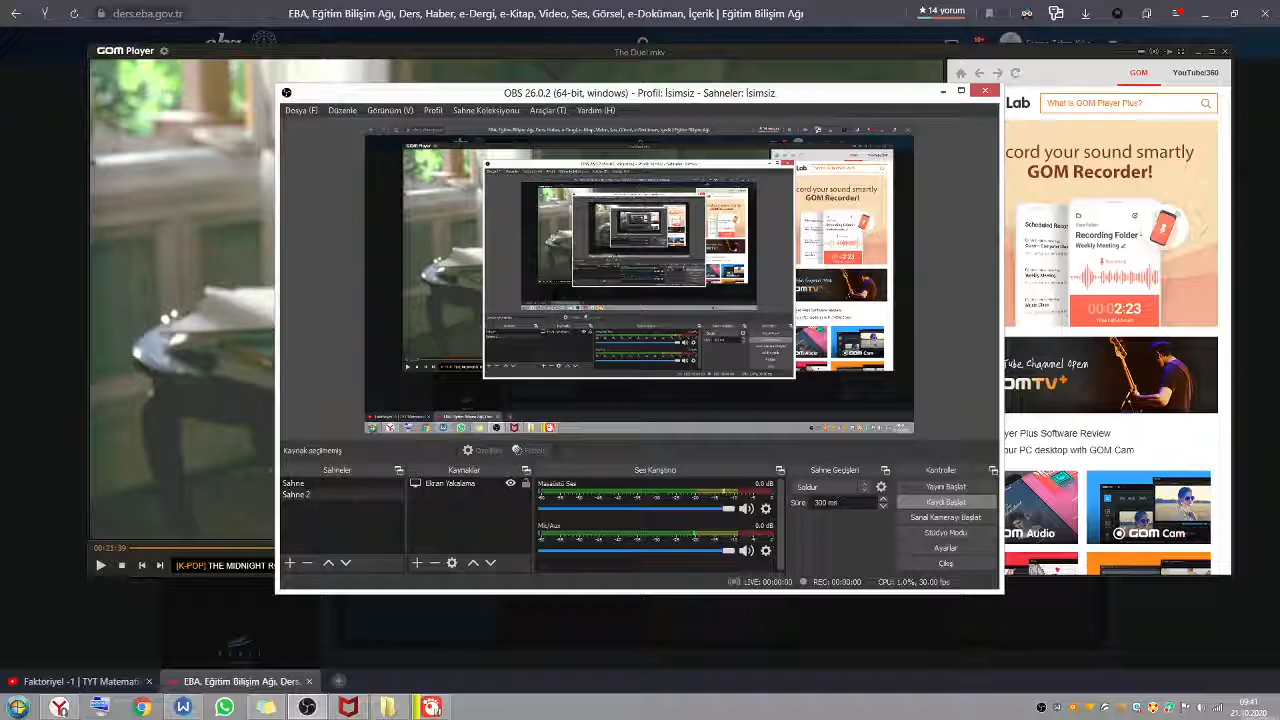 ders.eba.gov.tr
EBA, Eğitim Bilişim Ağı, Ders, Haber, e-Dergi, e-Kitap, Video, Ses, Görsel, e-Doküman, İçerik | Eğitim Bilişim Ağı
★ 14 yorum
GOM Player
The Duel.mkv
GOM
YouTube/360
OBS 26.0.2 (64-bit, windows) - Profil: İsimsiz - Sahneler: İsimsiz
Lab
What is GOM Player Plus?
Dosya (F)
Düzenle
Görünüm (V)
Profil
Sahne Koleksiyonu
Araçlar (T)
Yardım (H)
cord your sound smartly
GOM Recorder!
Recording Folder
Weekly Meeting
00:02:23
Tube Channel Open
OMTV+
yer Plus Software Review
ur PC desktop with GOM Cam
OM Audio
GOM Cam
Kaynak seçilmemiş
Özellikler
Filtreler
Sahneler
Kaynaklar
Ses Karıştırıcı
Sahne Geçişleri
Kontroller
Sahne
Sahne 2
Ekran Yakalama
Masaüstü Ses
0.0 dB
Mic/Aux
0.0 dB
Soldur
Süre
300 ms
Yayını Başlat
Kaydı Başlat
Sanal Kamerayı Başlat
Stüdyo Modu
Ayarlar
Çıkış
00:21:39
[K-POP] THE MIDNIGHT
LIVE: 00:00:00
REC: 00:00:00
CPU: 1.0%, 30.00 fps
Faktoriyel -1 | TYT Matemati
EBA, Eğitim Bilişim Ağı, Ders,
09:41
21.10.2020